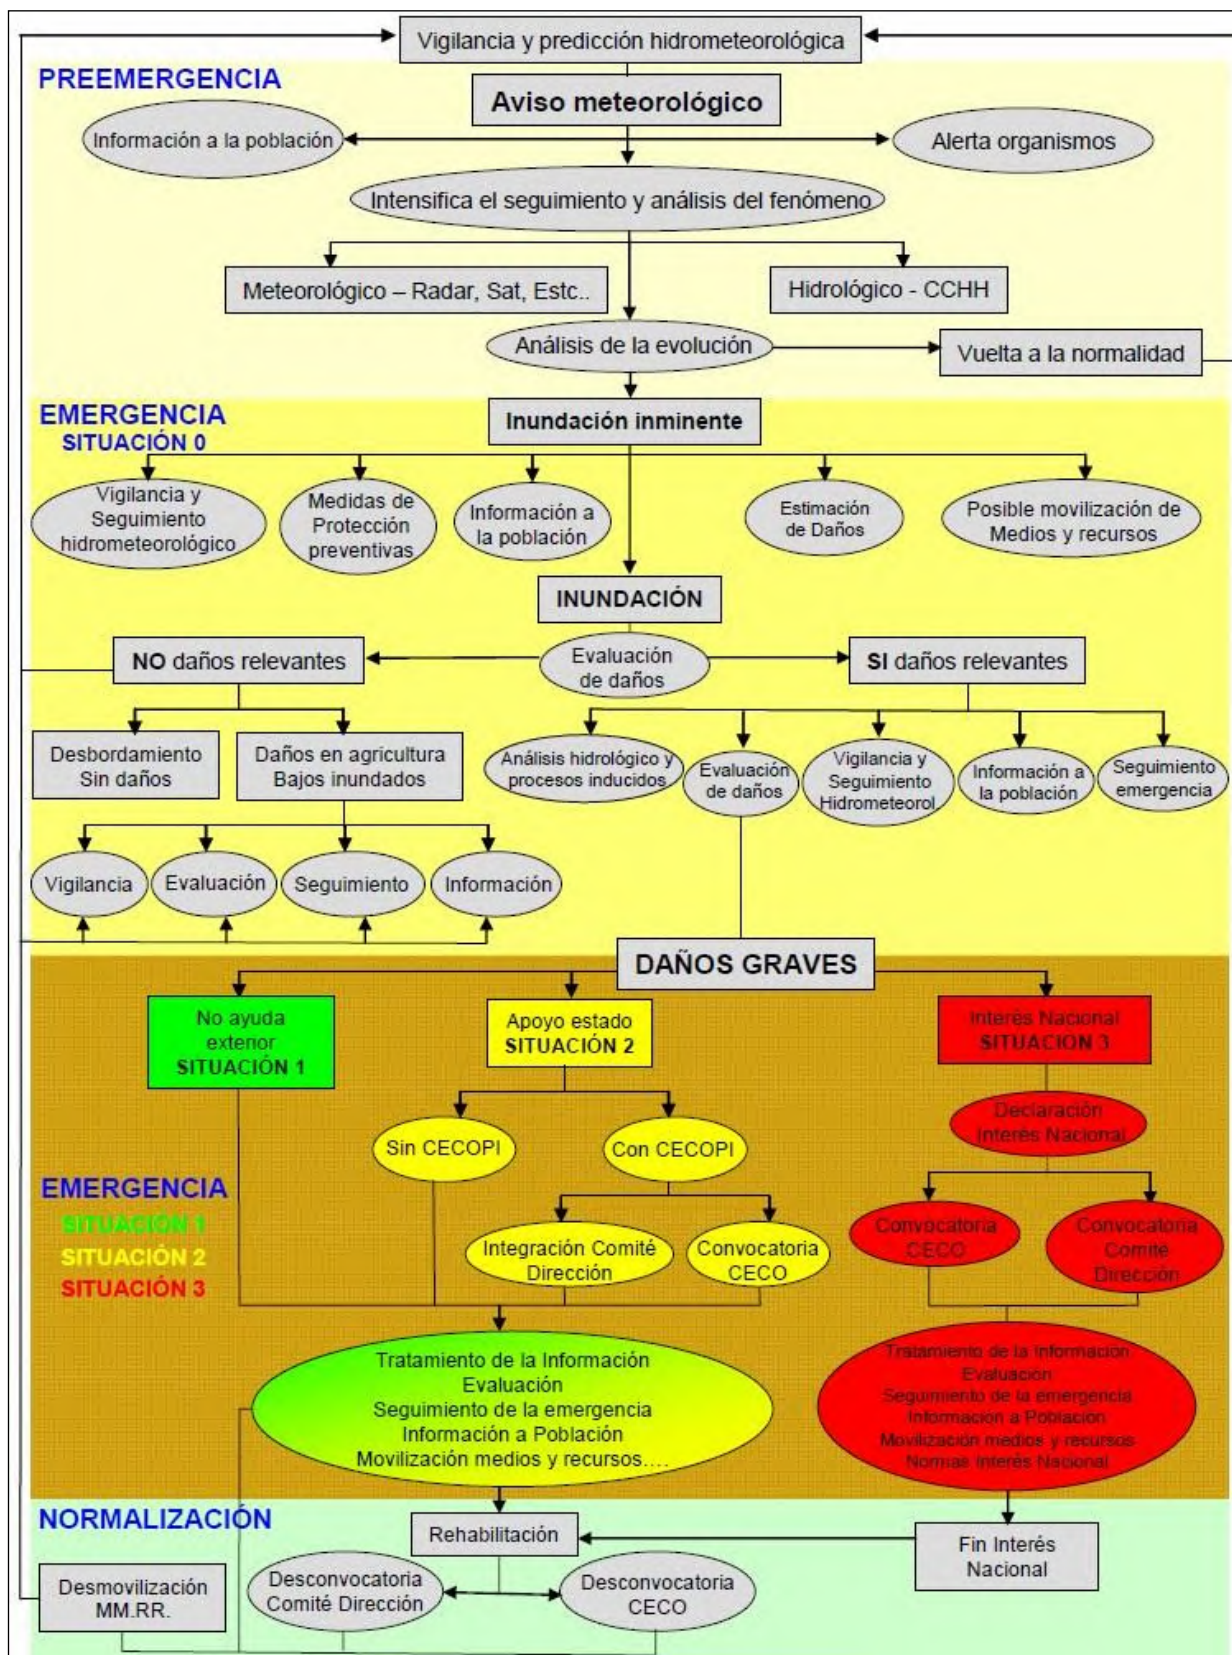 Vigilancia y predicción hidrometeorológica
PREEMERGENCIA
Aviso meteorológico
Información a la población
Alerta organismos
Intensifica el seguimiento y análisis del fenómeno
Meteorológico – Radar, Sat, Estc..
Hidrológico - CCHH
Análisis de la evolución
Vuelta a la normalidad
EMERGENCIA
SITUACIÓN 0
Inundación inminente
Vigilancia y
Seguimiento
hidrometeorológico
Medidas de
Protección
preventivas
Información a
la población
Estimación
de Daños
Posible movilización de
Medios y recursos
INUNDACIÓN
NO daños relevantes
Evaluación
de daños
SI daños relevantes
Desbordamiento
Sin daños
Daños en agricultura
Bajos inundados
Análisis hidrológico y
procesos inducidos
Evaluación
de daños
Vigilancia y
Seguimiento
Hidrometeorol
Información a
la población
Seguimiento
emergencia
Vigilancia
Evaluación
Seguimiento
Información
DAÑOS GRAVES
No ayuda
exterior
SITUACIÓN 1
Apoyo estado
SITUACIÓN 2
Interés Nacional
SITUACION 3
Sin CECOPI
Con CECOPI
Declaración
Interés Nacional
EMERGENCIA
SITUACIÓN 1
SITUACIÓN 2
SITUACIÓN 3
Integración Comité
Dirección
Convocatoria
CECO
Convocatoria
CECO
Convocatoria
Comité
Dirección
Tratamiento de la Información
Evaluación
Seguimiento de la emergencia
Información a Población
Movilización medios y recursos….
Tratamiento de la Información
Evaluación
Seguimiento de la emergencia
Información a Población
Movilización medios y recursos
Normas Interés Nacional
NORMALIZACIÓN
Rehabilitación
Fin Interés
Nacional
Desmovilización
MM.RR.
Desconvocatoria
Comité Dirección
Desconvocatoria
CECO